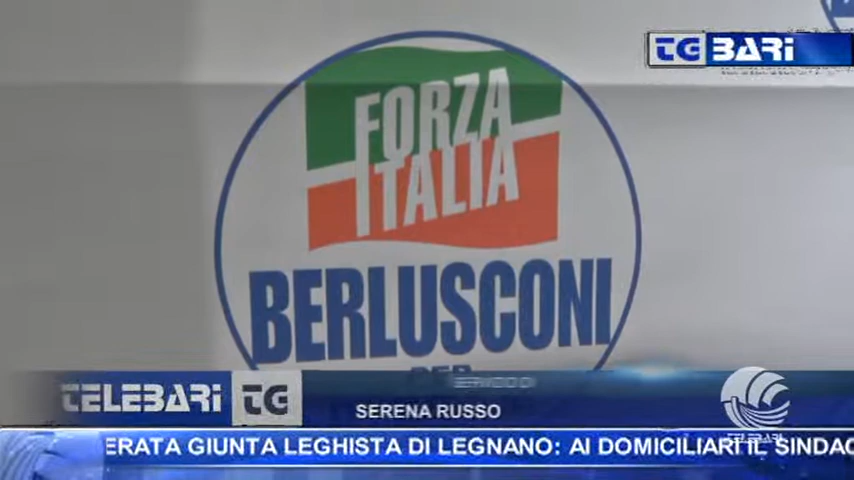 TG BARI
FORZA
ITALIA
BERLUSCONI
PER
TELEBARI TG
SERVIZIO DI
SERENA RUSSO
TELEBARI
ERATA GIUNTA LEGHISTA DI LEGNANO: AI DOMICILIARI IL SINDAC